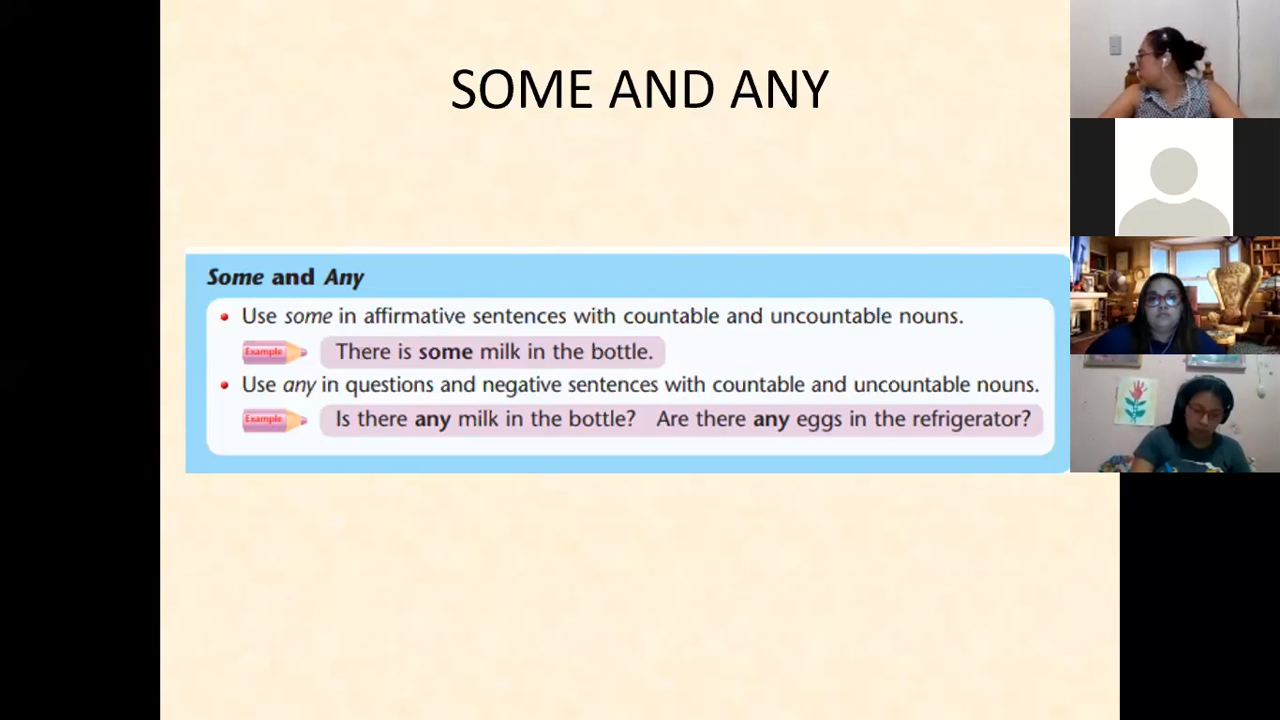 SOME AND ANY
Some and Any
• Use some in affirmative sentences with countable and uncountable nouns.
Example There is some milk in the bottle.
• Use any in questions and negative sentences with countable and uncountable nouns.
Example Is there any milk in the bottle? Are there any eggs in the refrigerator?